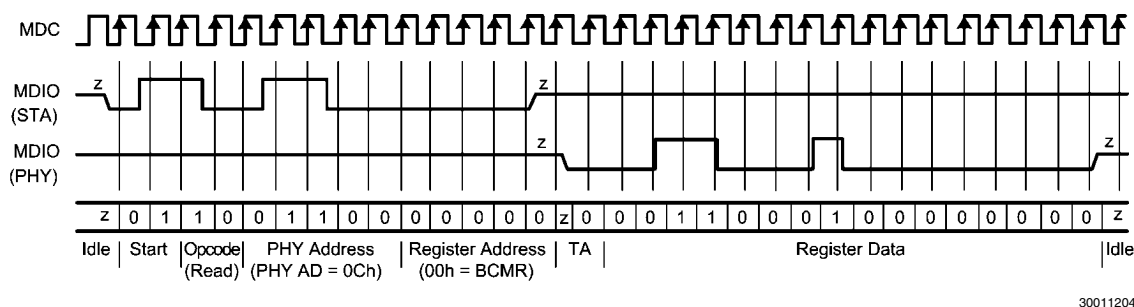 MDC
z z
MDIO
(STA)
MDIO
(PHY)
z z
z 0 1 1 0 0 1 1 0 0 0 0 0 0 0 z 0 0 0 1 1 0 0 0 1 0 0 0 0 0 0 0 0 z
Idle Start Opcode PHY Address Register Address TA Register Data Idle
(Read) (PHY AD = 0Ch) (00h = BCMR)
30011204